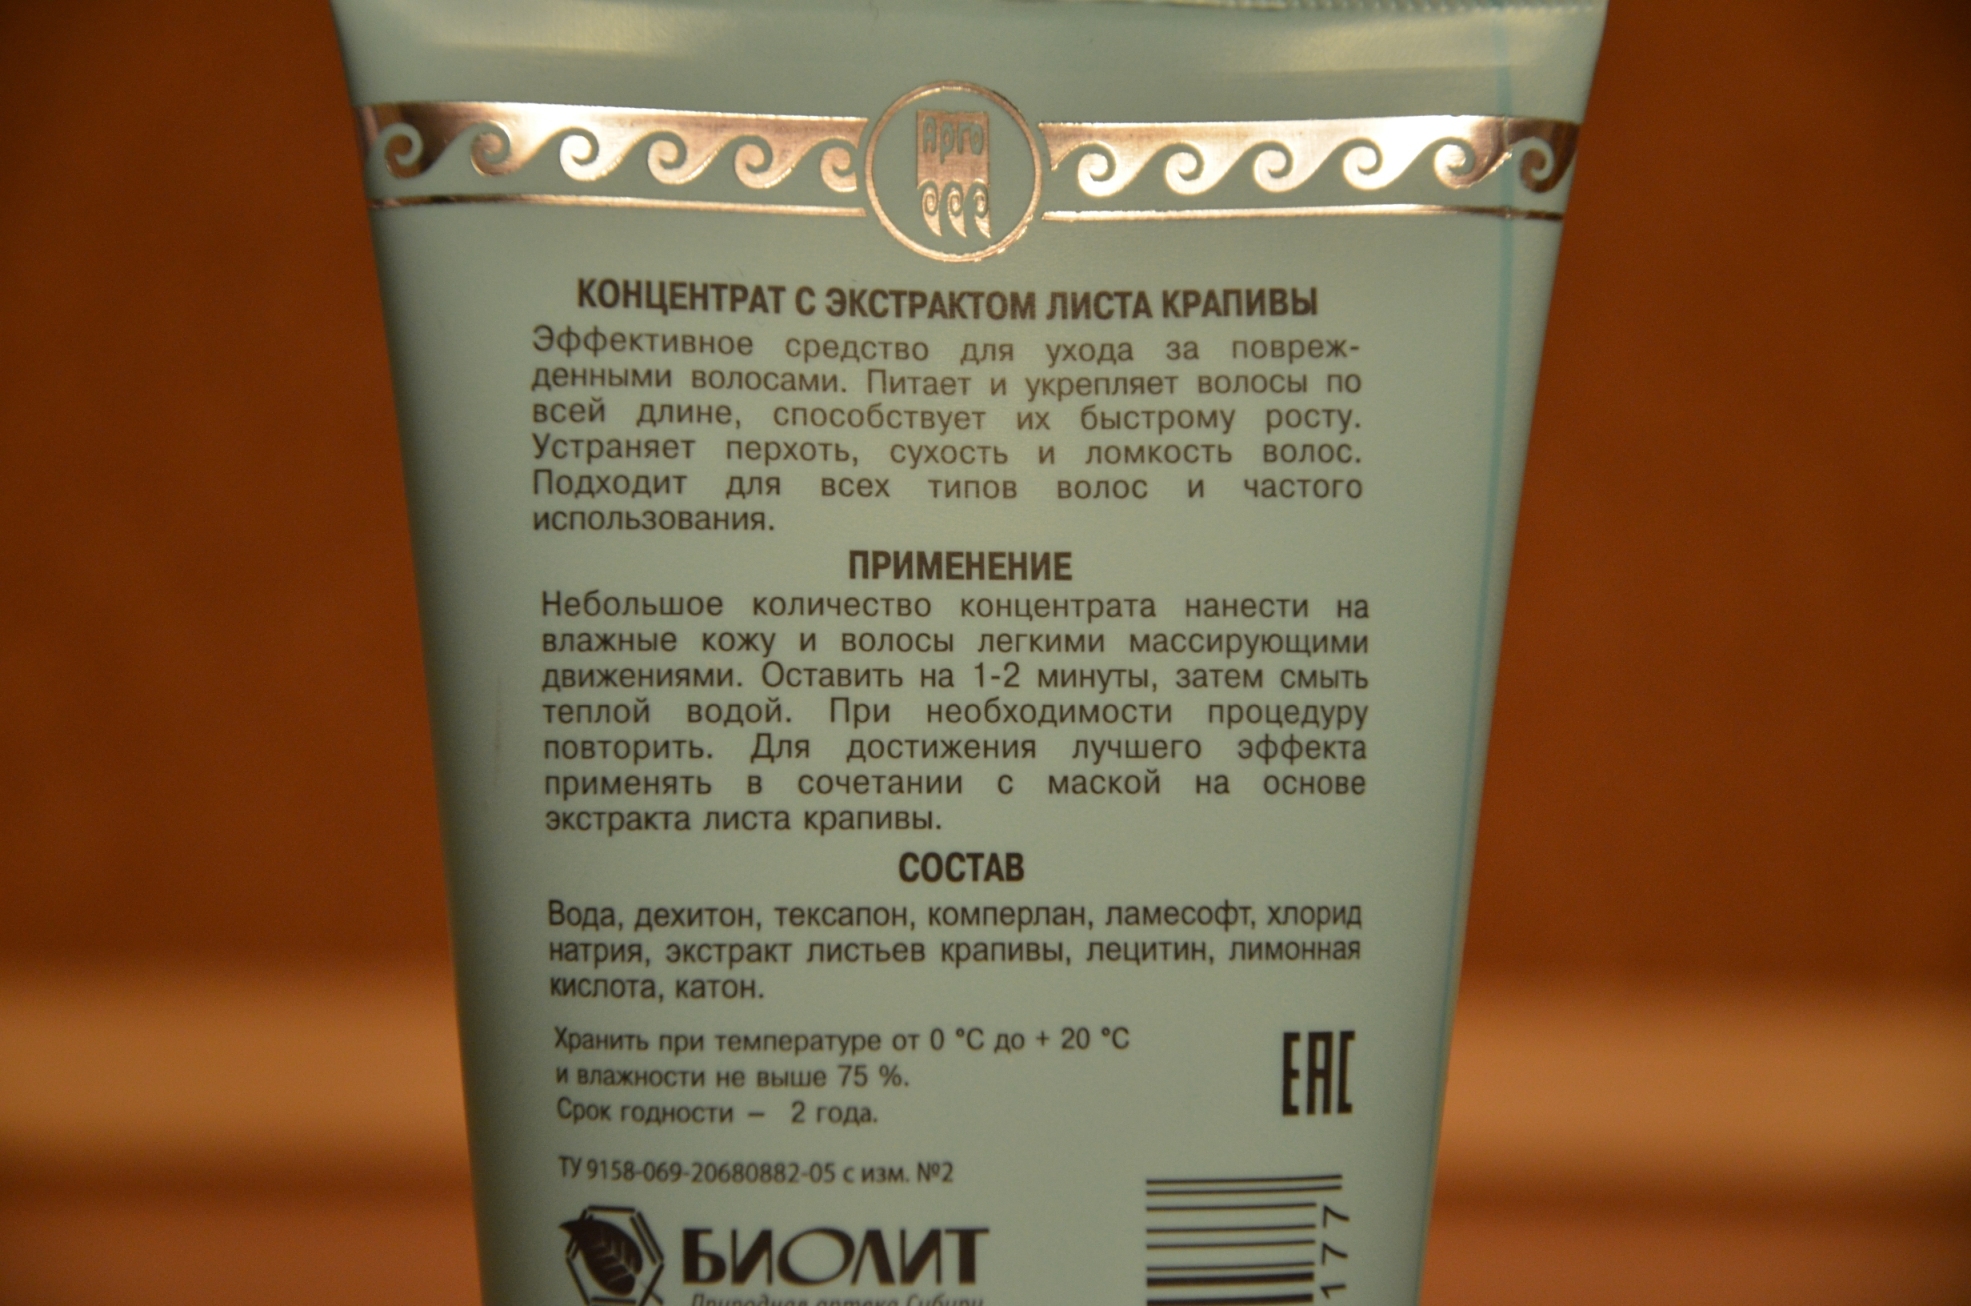 Арго
КОНЦЕНТРАТ С ЭКСТРАКТОМ ЛИСТА КРАПИВЫ
Эффективное средство для ухода за повреж-
денными волосами. Питает и укрепляет волосы по
всей длине, способствует их быстрому росту.
Устраняет перхоть, сухость и ломкость волос.
Подходит для всех типов волос и частого
использования.
ПРИМЕНЕНИЕ
Небольшое количество концентрата нанести на
влажные кожу и волосы легкими массирующими
движениями. Оставить на 1-2 минуты, затем смыть
теплой водой. При необходимости процедуру
повторить. Для достижения лучшего эффекта
применять в сочетании с маской на основе
экстракта листа крапивы.
СОСТАВ
Вода, дехитон, тексапон, комперлан, ламесофт, хлорид
натрия, экстракт листьев крапивы, лецитин, лимонная
кислота, катон.
Хранить при температуре от 0 °С до + 20 °С
и влажности не выше 75 %.
Срок годности – 2 года.
ЕАС
ТУ 9158-069-20680882-05 с изм. №2
БИОЛИТ
Природная аптека Сибири
177